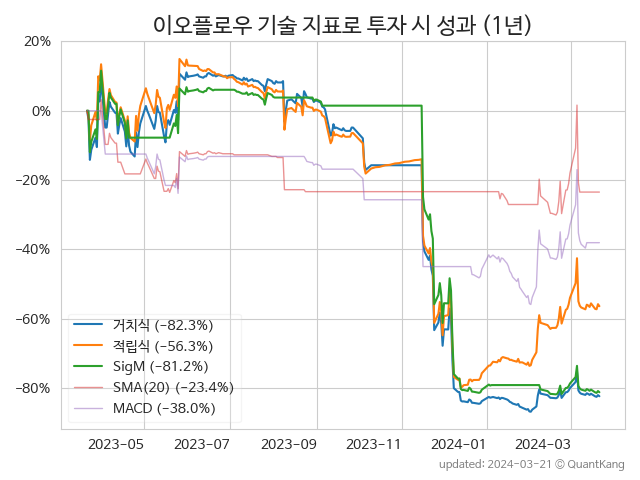 이오플로우 기술 지표로 투자 시 성과 (1년)
20%
0%
−20%
−40%
−60%
−80%
거치식 (−82.3%)
적립식 (−56.3%)
SigM (−81.2%)
SMA(20) (−23.4%)
MACD (−38.0%)
2023-05
2023-07
2023-09
2023-11
2024-01
2024-03
updated: 2024-03-21 © QuantKang